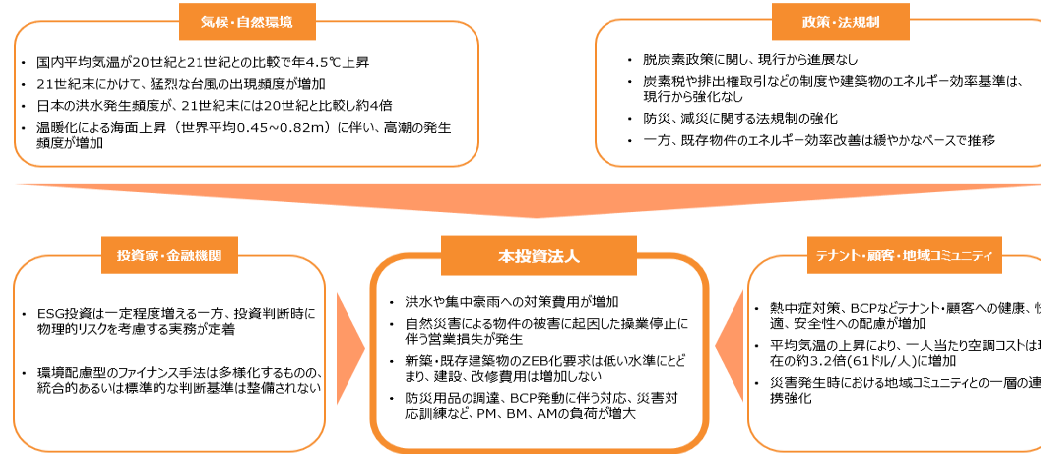 気候・自然環境
• 国内平均気温が20世紀と21世紀との比較で年4.5℃上昇
• 21世紀末にかけて、猛烈な台風の出現頻度が増加
• 日本の洪水発生頻度が、21世紀末には20世紀と比較し約4倍
• 温暖化による海面上昇（世界平均0.45~0.82m）に伴い、高潮の発生
頻度が増加
政策・法規制
• 脱炭素政策に関し、現行から進展なし
• 炭素税や排出権取引などの制度や建築物のエネルギー効率基準は、
現行から強化なし
• 防災、減災に関する法規制の強化
• 一方、既存物件のエネルギー効率改善は緩やかなペースで推移
投資家・金融機関
• ESG投資は一定程度増える一方、投資判断時に
物理的リスクを考慮する実務が定着
• 環境配慮型のファイナンス手法は多様化するものの、
統合的あるいは標準的な判断基準は整備されない
本投資法人
• 洪水や集中豪雨への対策費用が増加
• 自然災害による物件の被害に起因した操業停止に
伴う営業損失が発生
• 新築・既存建築物のZEB化要求は低い水準にとど
まり、建設、改修費用は増加しない
• 防災用品の調達、BCP発動に伴う対応、災害対
応訓練など、PM、BM、AMの負荷が増大
テナント・顧客・地域コミュニティ
• 熱中症対策、BCPなどテナント・顧客への健康、
適、安全性への配慮が増加
• 平均気温の上昇により、一人当たり空調コストは
在の約3.2倍(61ドル/人)に増加
• 災害発生時における地域コミュニティとの一層の連
携強化